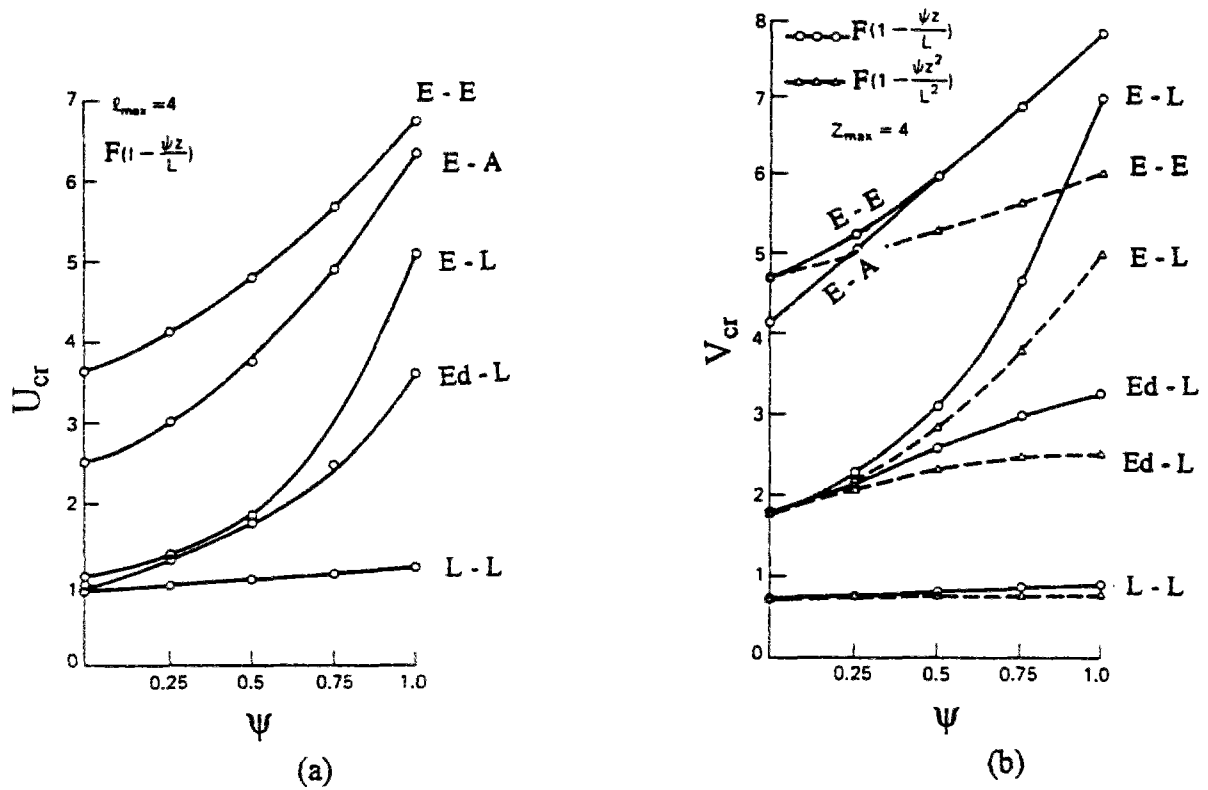 7
6
5
4
3
2
1
0
ℓmax = 4
F(1 − ψz/L)
E - E
E - A
E - L
Ed - L
L - L
Ucr
0.25 0.5 0.75 1.0
ψ
(a)
8
7
6
5
4
3
2
1
0
F(1 − ψz/L)
F(1 − ψz²/L²)
Zmax = 4
E - E
E - A
E - L
E - E
E - L
Ed - L
Ed - L
L - L
Vcr
0.25 0.5 0.75 1.0
ψ
(b)